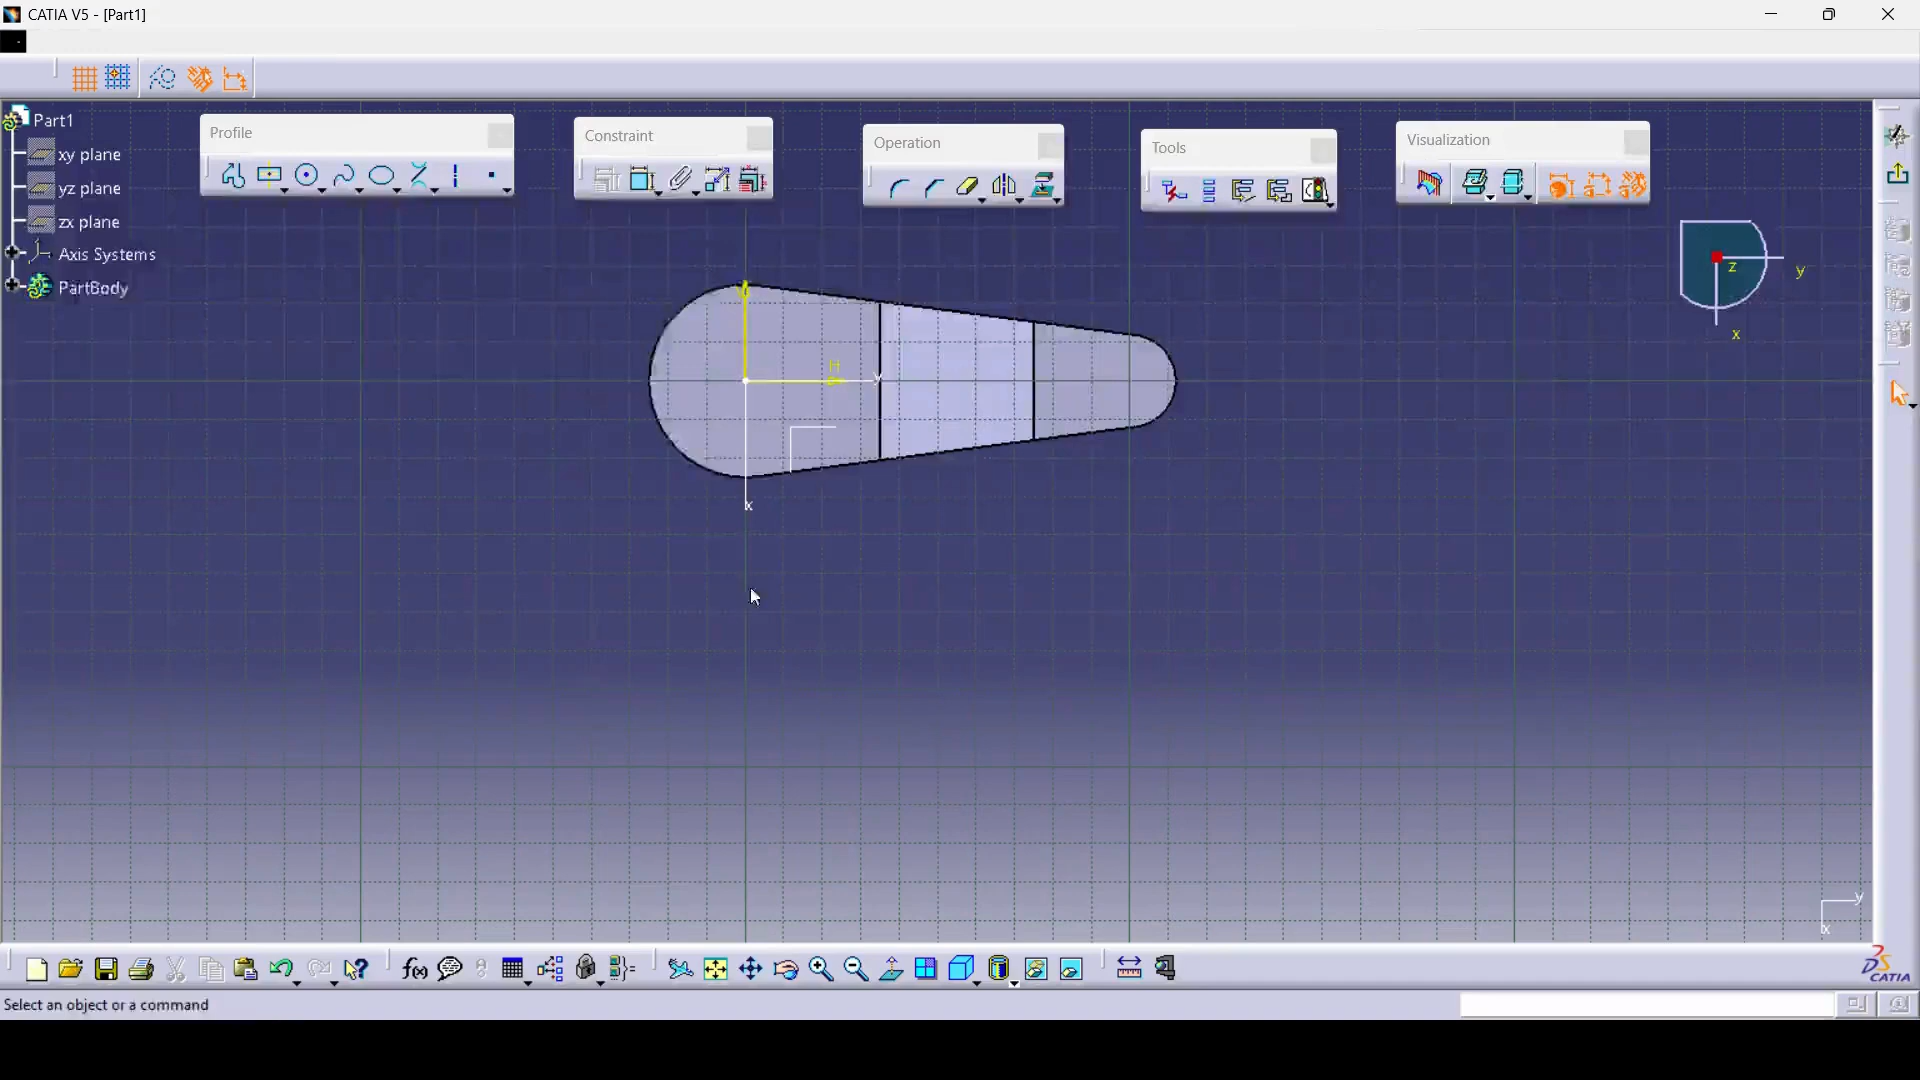 CATIA V5 - [Part1]
Profile
Constraint
Operation
Tools
Visualization
Part1
xy plane
yz plane
zx plane
Axis Systems
PartBody
z
y
x
V
H
y
x
y
x
f(x)
CATIA
Select an object or a command